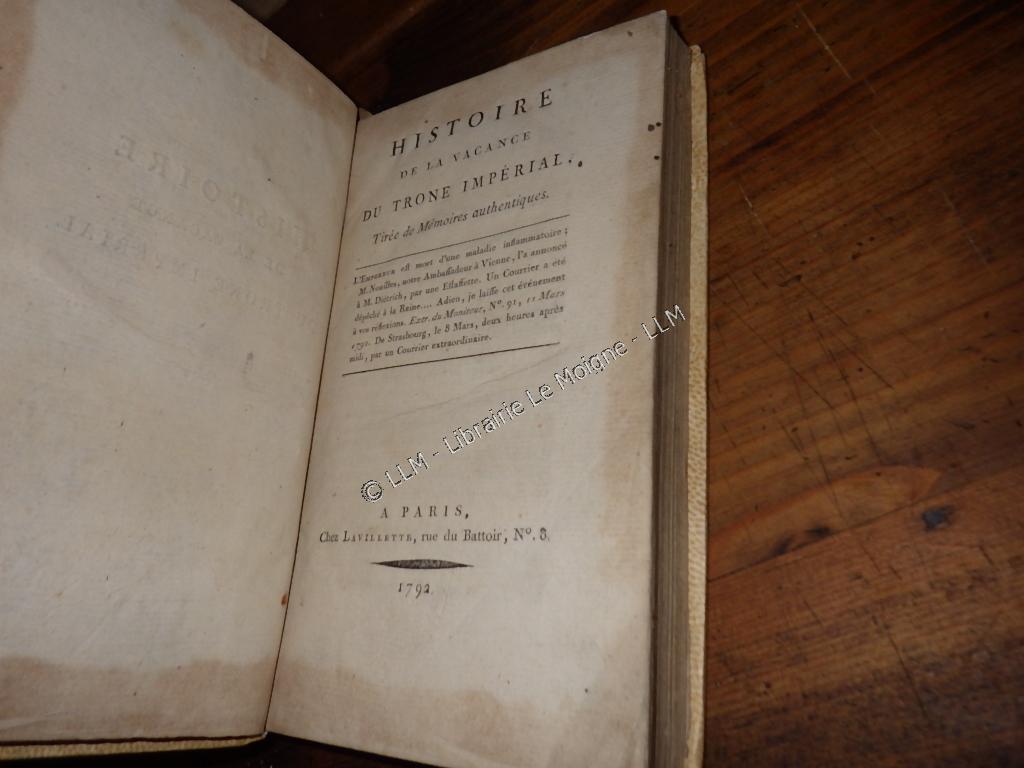 HISTOIRE
DE LA VACANCE
DU TRONE IMPÉRIAL.
Tirée de Mémoires authentiques.
L'EMPEREUR est mort d'une maladie inflammatoire ;
M. Noailles, notre Ambassadeur à Vienne, l'a annoncé
à M. Diétrich, par une Estaffette. Un Courrier a été
dépêché à la Reine.... Adieu, je laisse cet événement
à vos réflexions. Extr. du Moniteur, N°. 91, 11 Mars
1792. De Strasbourg, le 8 Mars, deux heures après
midi, par un Courrier extraordinaire.
© LLM - Librairie Le Moigne - LLM
A PARIS,
Chez LAVILLETTE, rue du Battoir, N°. 8.
1792.